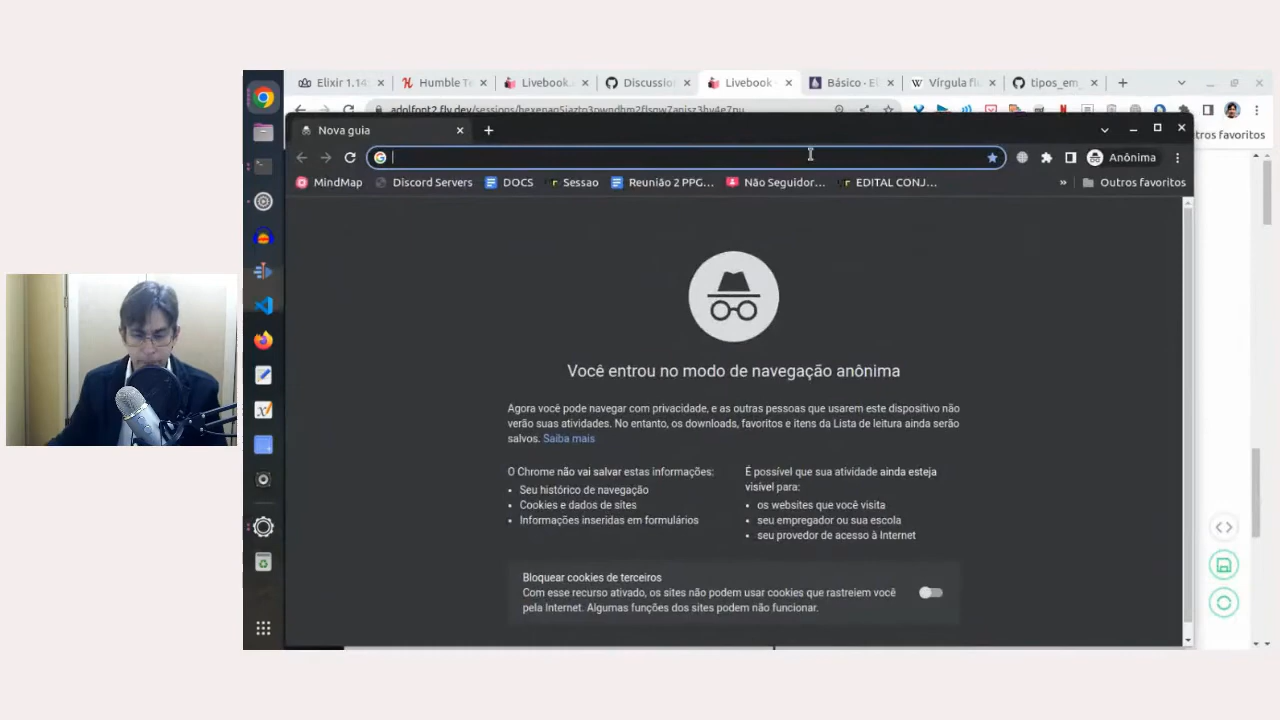 Elixir 1.14
Humble Te
Livebook
Discussion
Livebook
Básico · El
Vírgula fl
tipos_em_
adolfont2.fly.dev/sessions/
tros favoritos
Nova guia
Anônima
MindMap
Discord Servers
DOCS
Sessao
Reunião 2 PPG...
Não Seguidor...
EDITAL CONJ...
»
Outros favoritos
Você entrou no modo de navegação anônima
Agora você pode navegar com privacidade, e as outras pessoas que usarem este dispositivo não
verão suas atividades. No entanto, os downloads, favoritos e itens da Lista de leitura ainda serão
salvos. Saiba mais
O Chrome não vai salvar estas informações:
• Seu histórico de navegação
• Cookies e dados de sites
• Informações inseridas em formulários
É possível que sua atividade ainda esteja
visível para:
• os websites que você visita
• seu empregador ou sua escola
• seu provedor de acesso à Internet
Bloquear cookies de terceiros
Com esse recurso ativado, os sites não podem usar cookies que rastreiem você
pela Internet. Algumas funções dos sites podem não funcionar.